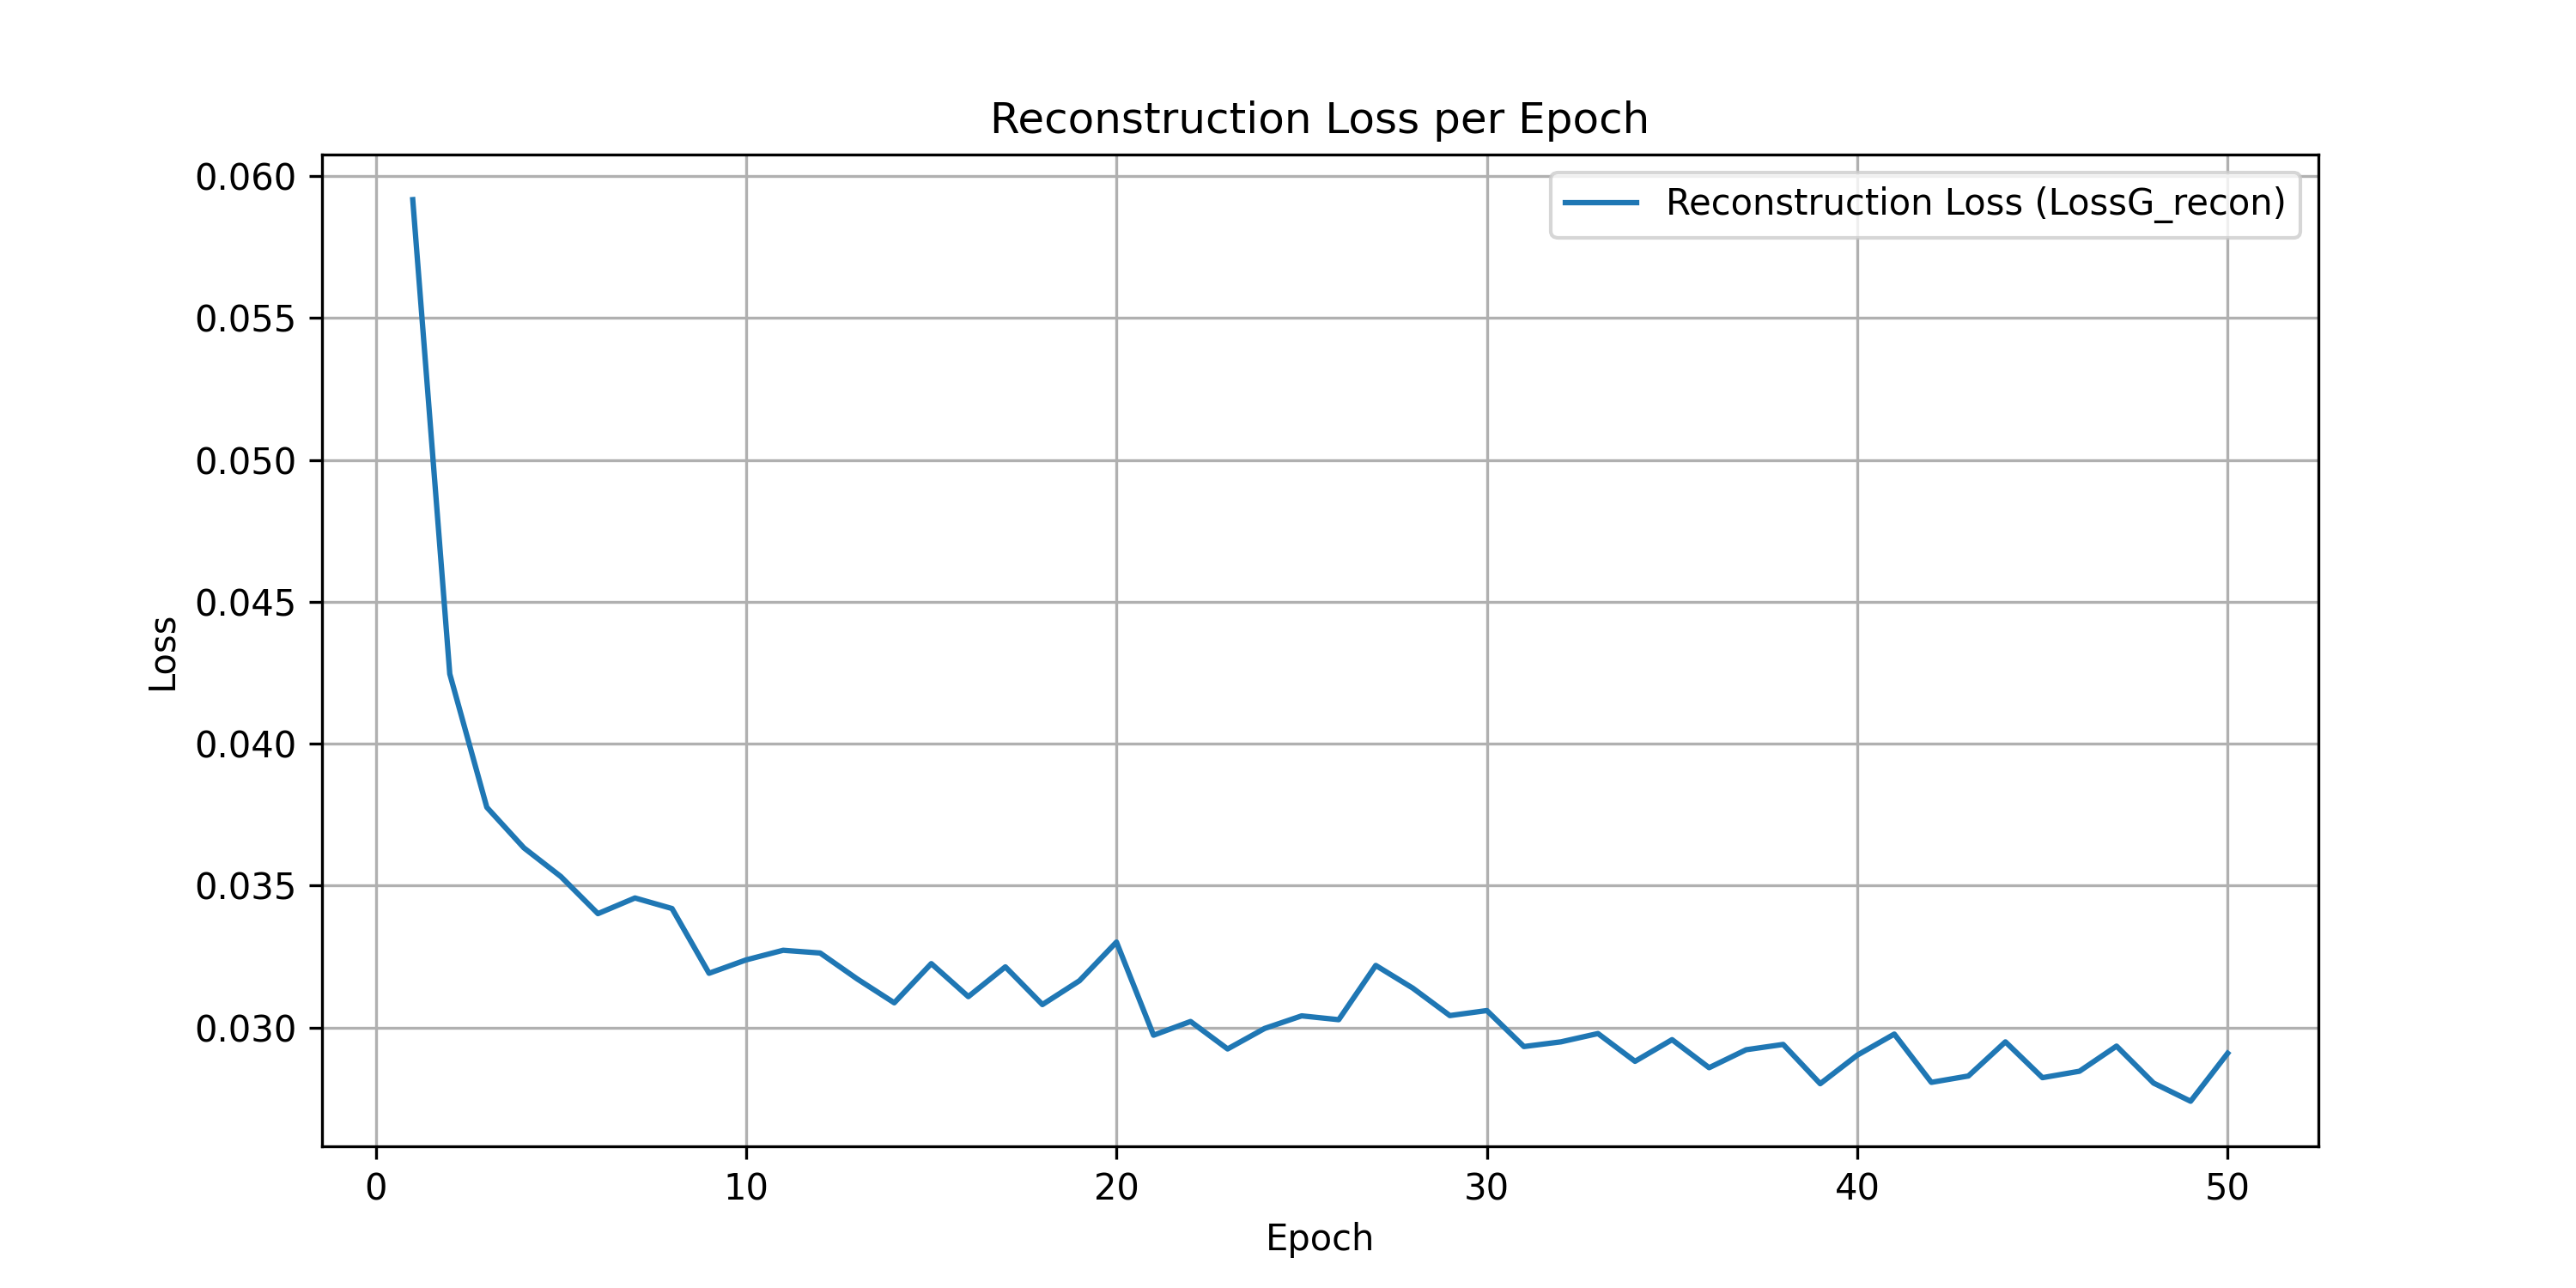 Reconstruction Loss per Epoch
Reconstruction Loss (LossG_recon)
0.060
0.055
0.050
0.045
0.040
0.035
0.030
Loss
0 10 20 30 40 50
Epoch